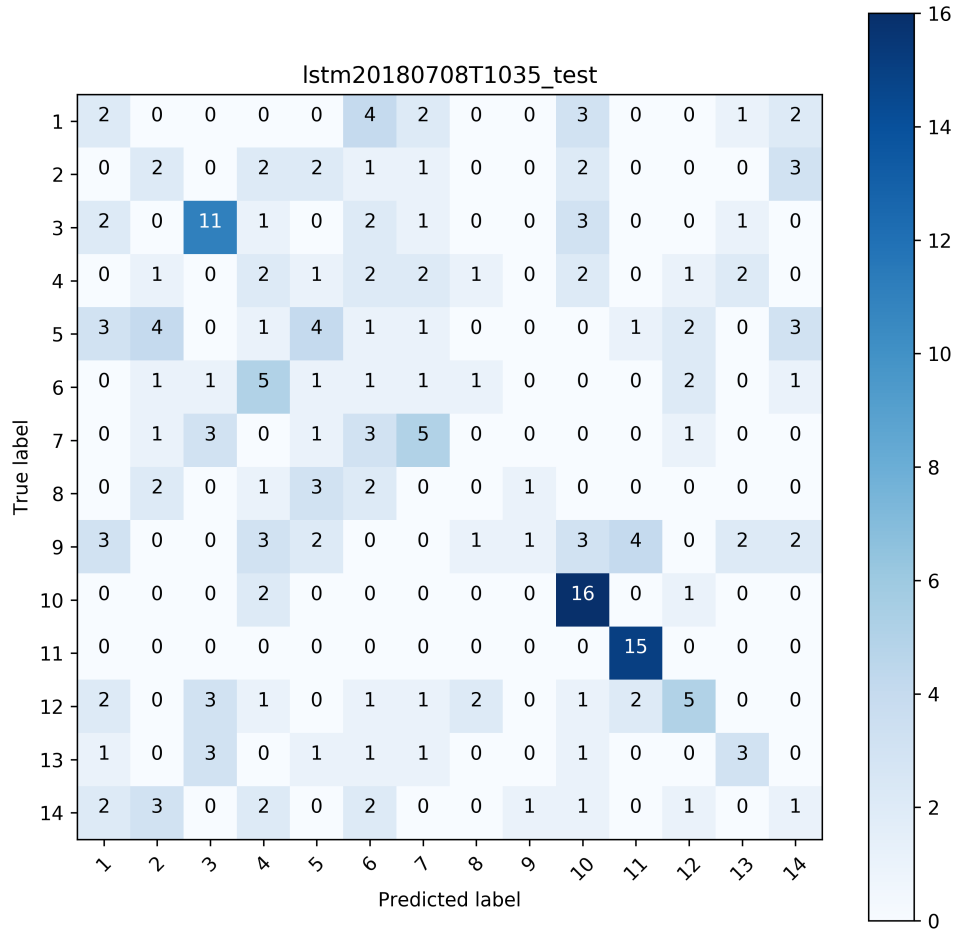 lstm20180708T1035_test
1 2 0 0 0 0 4 2 0 0 3 0 0 1 2
2 0 2 0 2 2 1 1 0 0 2 0 0 0 3
3 2 0 11 1 0 2 1 0 0 3 0 0 1 0
4 0 1 0 2 1 2 2 1 0 2 0 1 2 0
5 3 4 0 1 4 1 1 0 0 0 1 2 0 3
6 0 1 1 5 1 1 1 1 0 0 0 2 0 1
7 0 1 3 0 1 3 5 0 0 0 0 1 0 0
8 0 2 0 1 3 2 0 0 1 0 0 0 0 0
9 3 0 0 3 2 0 0 1 1 3 4 0 2 2
10 0 0 0 2 0 0 0 0 0 16 0 1 0 0
11 0 0 0 0 0 0 0 0 0 0 15 0 0 0
12 2 0 3 1 0 1 1 2 0 1 2 5 0 0
13 1 0 3 0 1 1 1 0 0 1 0 0 3 0
14 2 3 0 2 0 2 0 0 1 1 0 1 0 1
1 2 3 4 5 6 7 8 9 10 11 12 13 14
Predicted label
True label
16
14
12
10
8
6
4
2
0